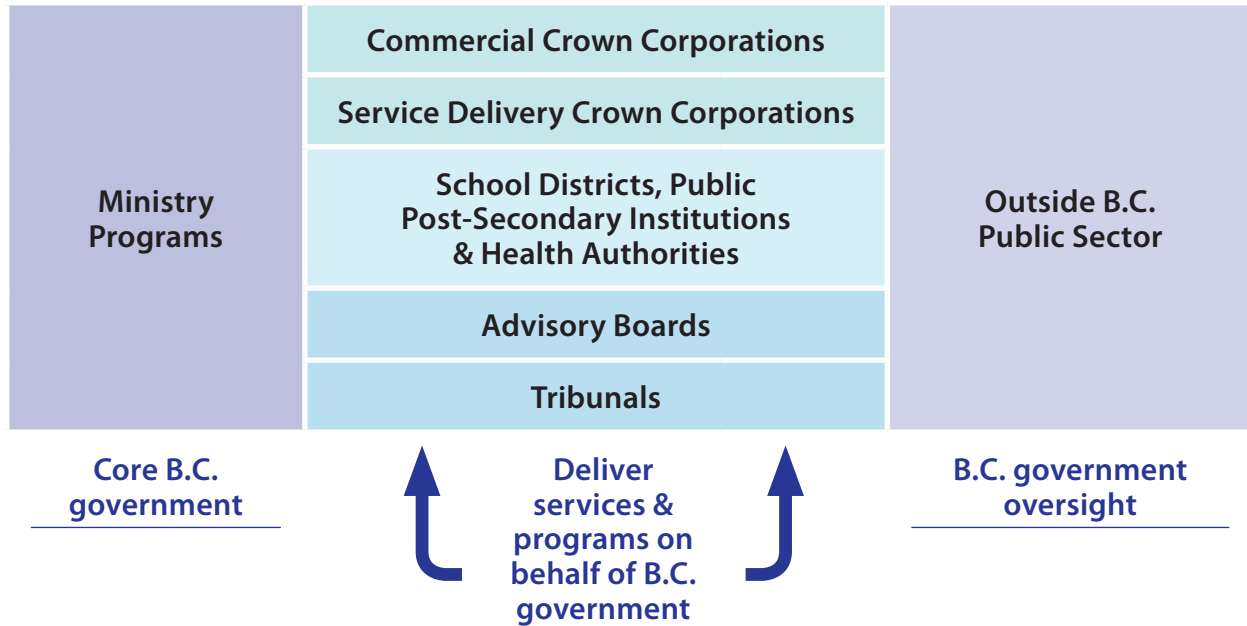 Ministry
Programs
Commercial Crown Corporations
Service Delivery Crown Corporations
School Districts, Public
Post-Secondary Institutions
& Health Authorities
Advisory Boards
Tribunals
Outside B.C.
Public Sector
Core B.C.
government
Deliver
services &
programs on
behalf of B.C.
government
B.C. government
oversight